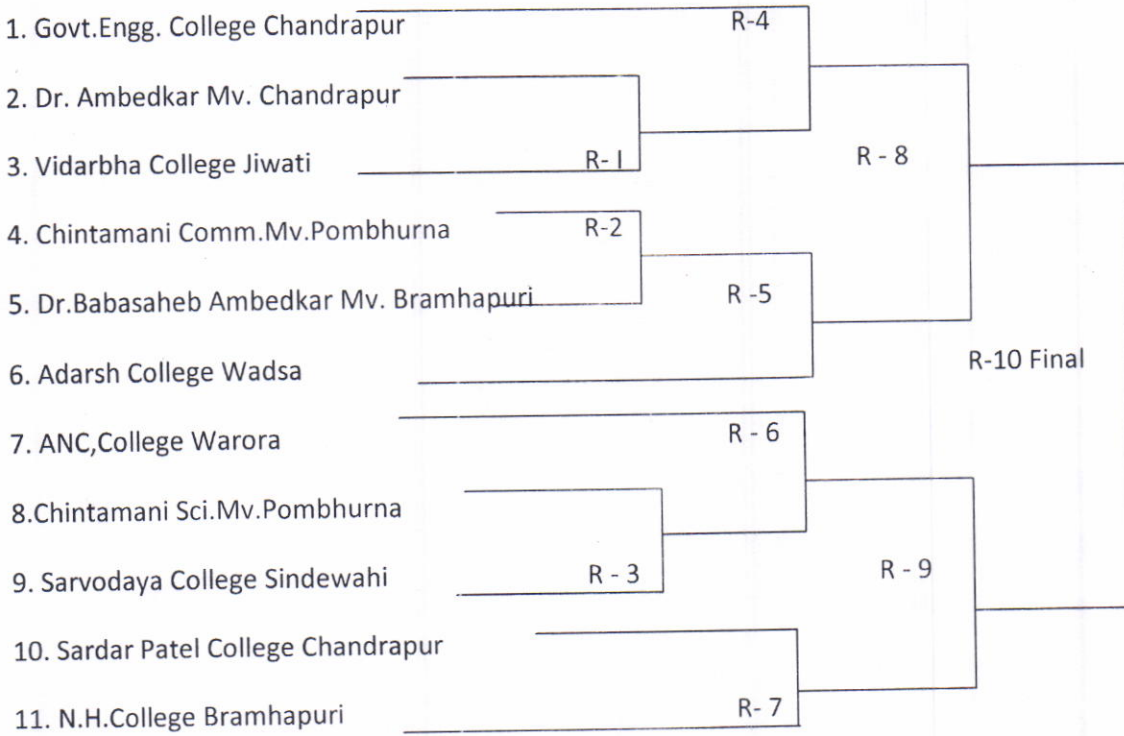 1. Govt.Engg. College Chandrapur
R-4
2. Dr. Ambedkar Mv. Chandrapur
3. Vidarbha College Jiwati
R-1
R - 8
4. Chintamani Comm.Mv.Pombhurna
R-2
5. Dr.Babasaheb Ambedkar Mv. Bramhapuri
R -5
6. Adarsh College Wadsa
R-10 Final
7. ANC,College Warora
R - 6
8.Chintamani Sci.Mv.Pombhurna
9. Sarvodaya College Sindewahi
R - 3
R - 9
10. Sardar Patel College Chandrapur
11. N.H.College Bramhapuri
R- 7